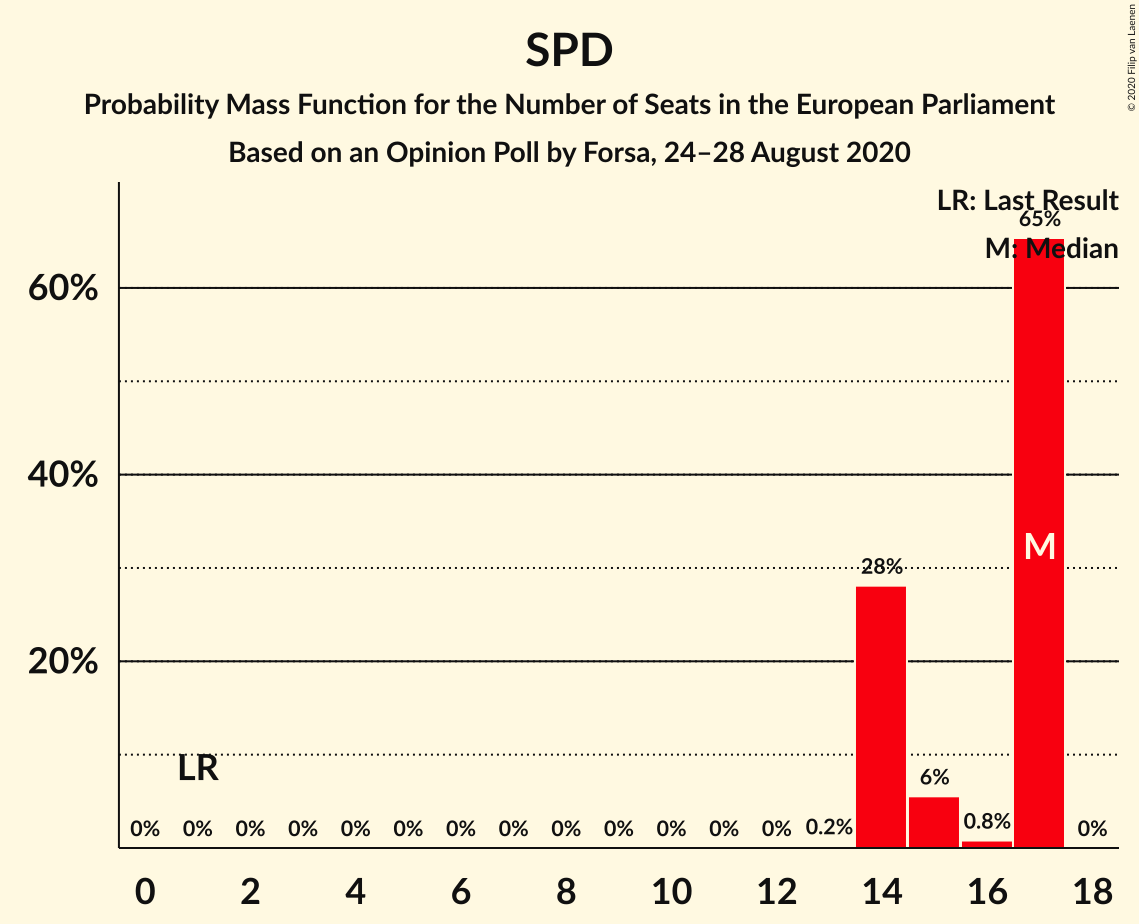 © 2020 Filip van Laenen
SPD
Probability Mass Function for the Number of Seats in the European Parliament
Based on an Opinion Poll by Forsa, 24–28 August 2020
LR: Last Result
65%
M: Median
60%
M
40%
28%
20%
LR
6%
0% 0% 0% 0% 0% 0% 0% 0% 0% 0% 0% 0% 0% 0.2% 0.8% 0%
0 2 4 6 8 10 12 14 16 18